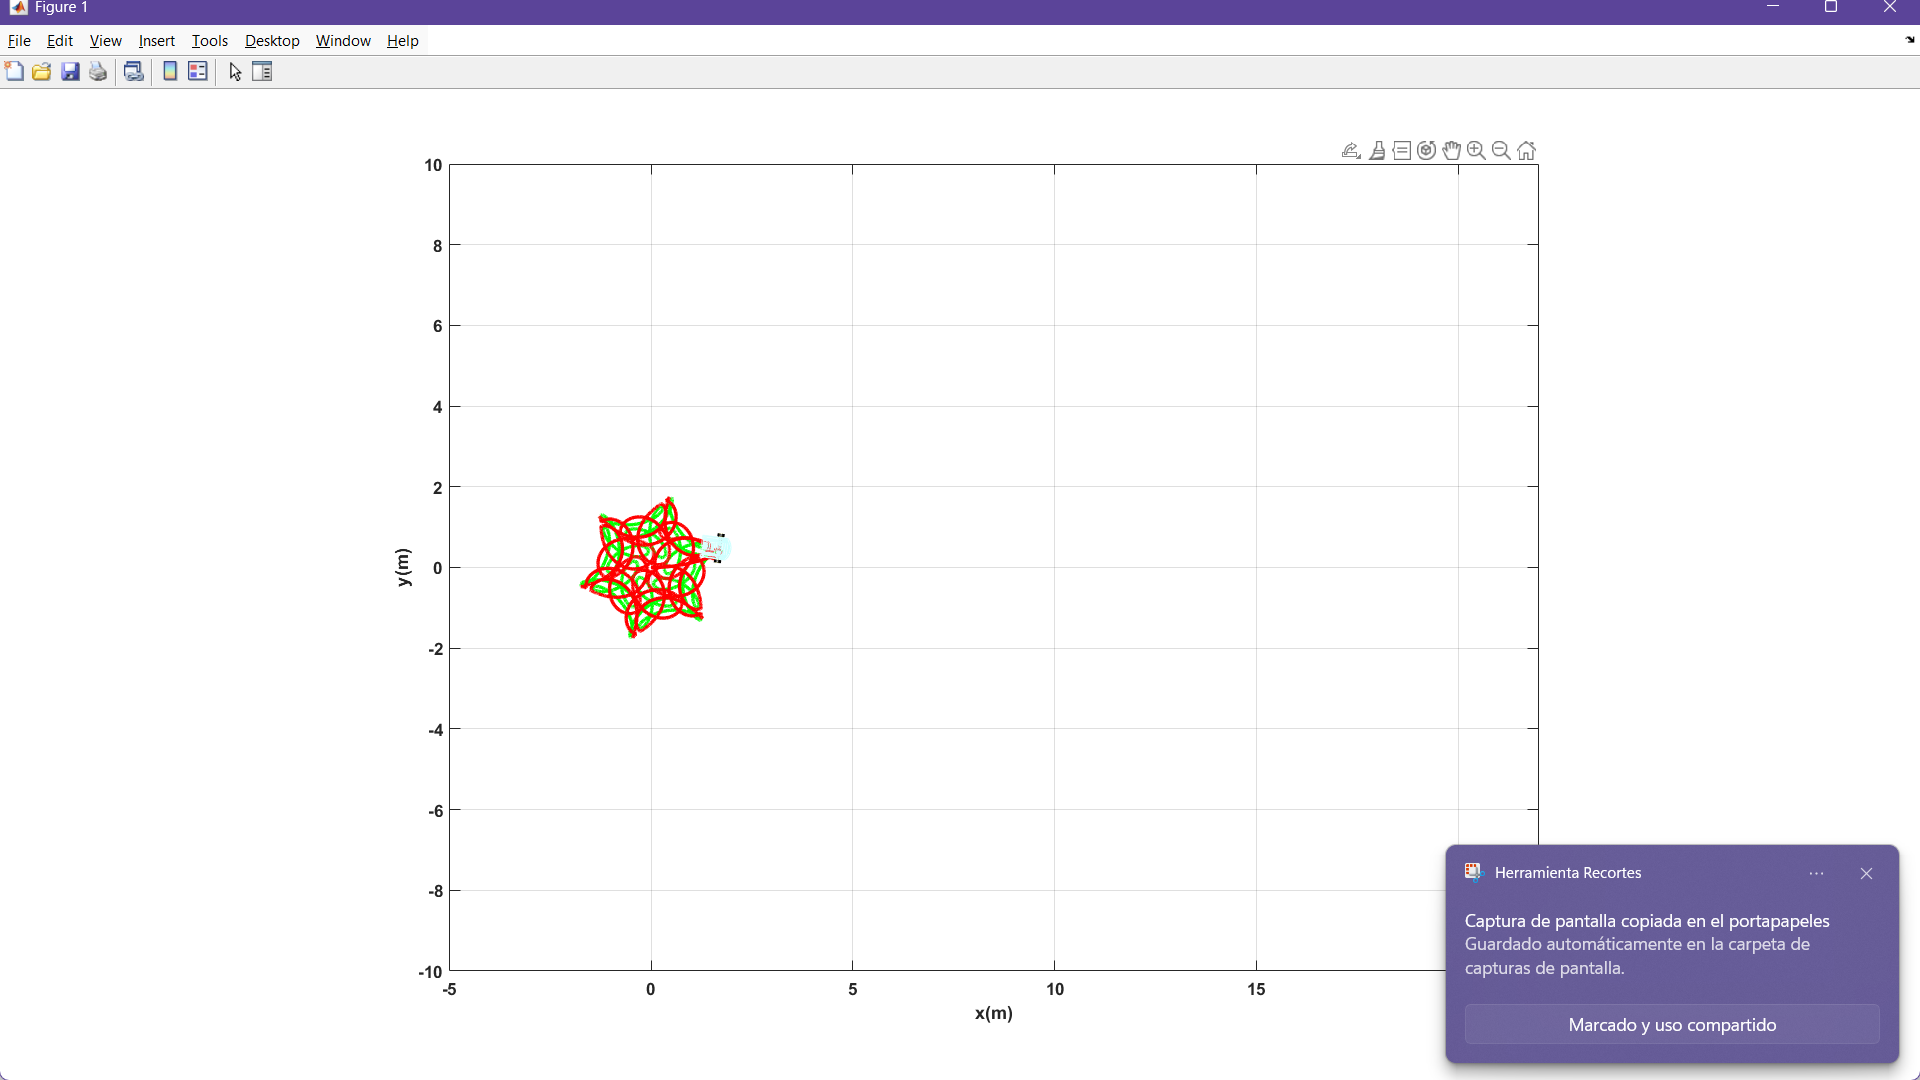 Figure 1
File Edit View Insert Tools Desktop Window Help
10
8
6
4
2
0
-2
-4
-6
-8
-10
y(m)
-5 0 5 10 15
x(m)
Herramienta Recortes
Captura de pantalla copiada en el portapapeles
Guardado automáticamente en la carpeta de
capturas de pantalla.
Marcado y uso compartido